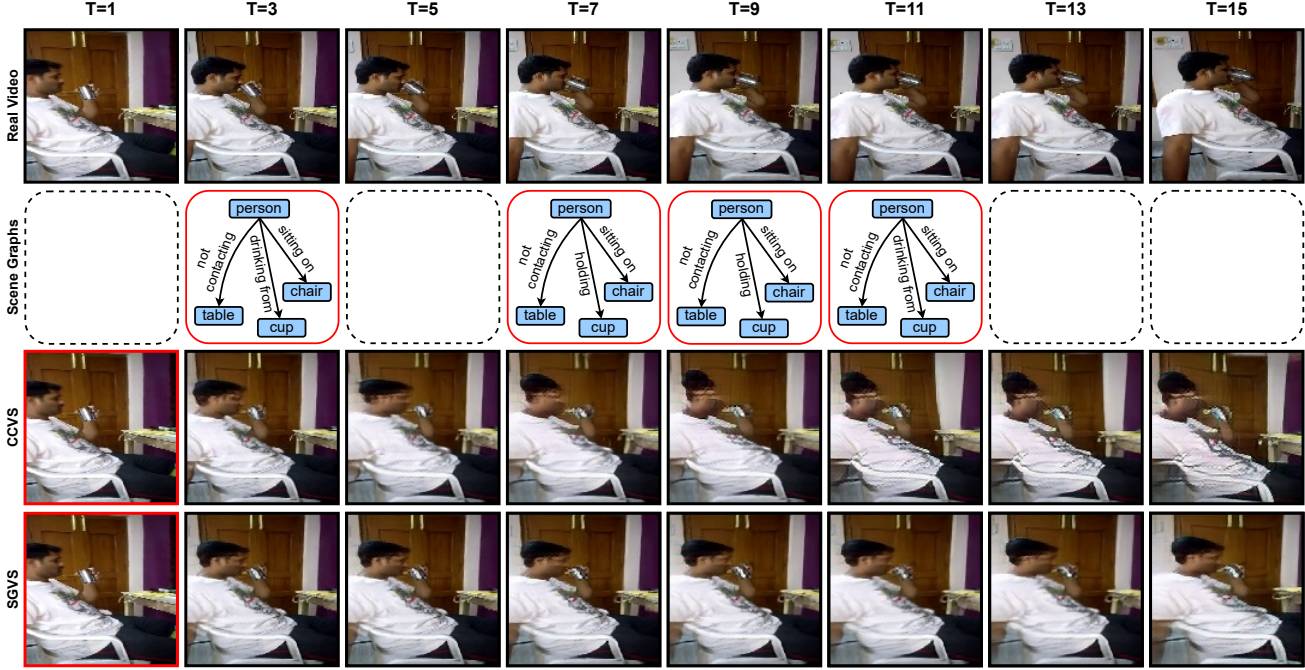 T=1 T=3 T=5 T=7 T=9 T=11 T=13 T=15
Real Video
Scene Graphs
person person person person
not contacting drinking from sitting on not contacting holding sitting on not contacting holding sitting on not contacting drinking from sitting on
chair chair chair chair
table table table table
cup cup cup cup
CCVS
SGVS